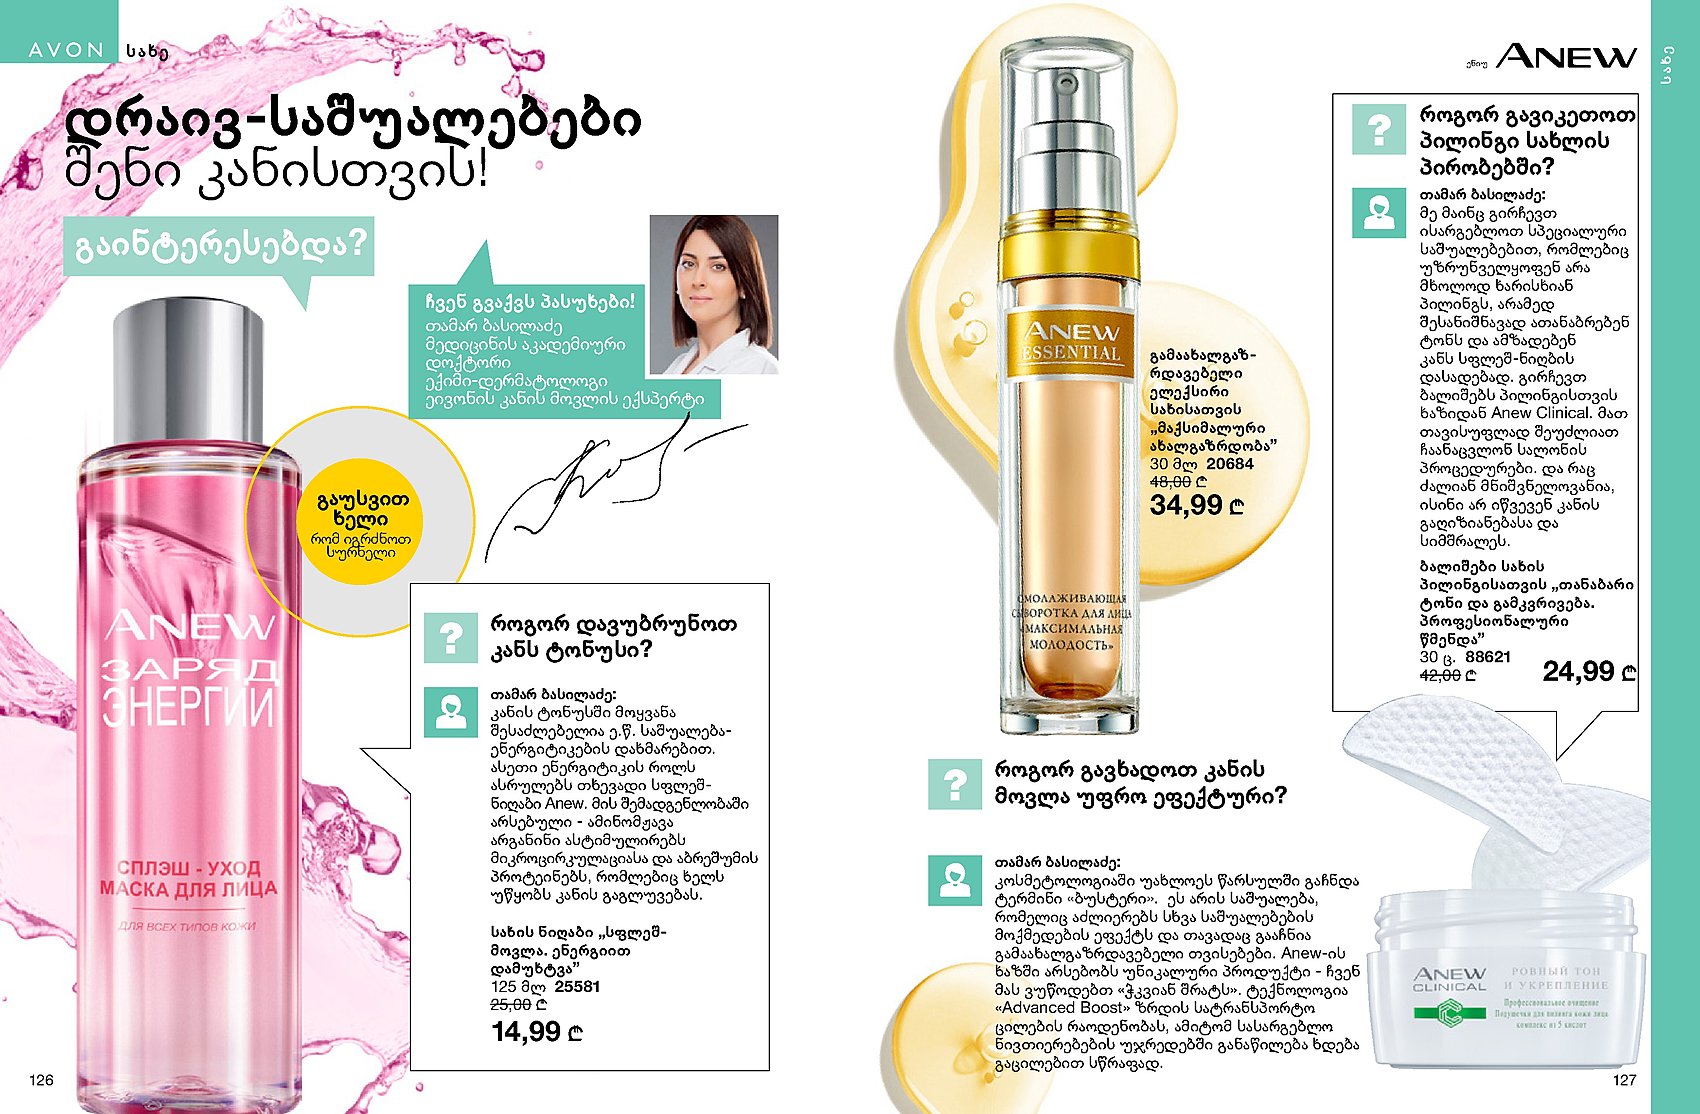 AVON სახე
დრაივ-საშუალებები
შენი კანისთვის!
გაინტერესებდა?
ჩვენ გვაქვს პასუხები!
თამარ ბასილაძე
მედიცინის აკადემიური
დოქტორი
ექიმი-დერმატოლოგი
ეივონის კანის მოვლის ექსპერტი
გაუსვით
ხელი
რომ იგრძნოთ
სურნელი
ANEW
ЗАРЯД
ЭНЕРГИИ
СПЛЭШ - УХОД
МАСКА ДЛЯ ЛИЦА
ДЛЯ ВСЕХ ТИПОВ КОЖИ
?
როგორ დავუბრუნოთ
კანს ტონუსი?
თამარ ბასილაძე:
კანის ტონუსში მოყვანა
შესაძლებელია ე.წ. საშუალება-
ენერგიტიკების დახმარებით.
ასეთი ენერგიტიკის როლს
ასრულებს თხევადი სფლეშ-
ნიღაბი Anew. მის შემადგენლობაში
არსებული - ამინომჟავა
არგანინი ასტიმულირებს
მიკროცირკულაციასა და აბრეშუმის
პროტეინებს, რომლებიც ხელს
უწყობს კანის გაგლუვებას.
სახის ნიღაბი „სფლეშ-
მოვლა. ენერგიით
დამუხტვა”
125 მლ 25581
25,00 ₾
14,99 ₾
126
ენიუ ANEW
სახე
ANEW
ESSENTIAL
ОМОЛАЖИВАЮЩАЯ
СЫВОРОТКА ДЛЯ ЛИЦА
«МАКСИМАЛЬНАЯ
МОЛОДОСТЬ»
გამაახალგაზ-
რდავებელი
ელექსირი
სახისათვის
„მაქსიმალური
ახალგაზრდობა”
30 მლ 20684
48,00 ₾
34,99 ₾
?
როგორ გავიკეთოთ
პილინგი სახლის
პირობებში?
თამარ ბასილაძე:
მე მაინც გირჩევთ
ისარგებლოთ სპეციალური
საშუალებებით, რომლებიც
უზრუნველყოფენ არა
მხოლოდ ხარისხიან
პილინგს, არამედ
შესანიშნავად ათანაბრებენ
ტონს და ამზადებენ
კანს სფლეშ-ნიღბის
დასადებად. გირჩევთ
ბალიშებს პილინგისთვის
ხაზიდან Anew Clinical. მათ
თავისუფლად შეუძლიათ
ჩაანაცვლონ სალონის
პროცედურები. და რაც
ძალიან მნიშვნელოვანია,
ისინი არ იწვევენ კანის
გაღიზიანებასა და
სიმშრალეს.
ბალიშები სახის
პილინგისათვის „თანაბარი
ტონი და გამკვრივება.
პროფესიონალური
წმენდა”
30 ც. 88621
42,00 ₾
24,99 ₾
?
როგორ გავხადოთ კანის
მოვლა უფრო ეფექტური?
თამარ ბასილაძე:
კოსმეტოლოგიაში უახლოეს წარსულში გაჩნდა
ტერმინი «ბუსტერი». ეს არის საშუალება,
რომელიც აძლიერებს სხვა საშუალებების
მოქმედების ეფექტს და თავადაც გააჩნია
გამაახალგაზრდავებელი თვისებები. Anew-ის
ხაზში არსებობს უნიკალური პროდუქტი - ჩვენ
მას ვუწოდებთ «ჭკვიან შრატს». ტექნოლოგია
«Advanced Boost» ზრდის სატრანსპორტო
ცილების რაოდენობას, ამიტომ სასარგებლო
ნივთიერებების უჯრედებში განაწილება ხდება
გაცილებით სწრაფად.
ANEW
CLINICAL
РОВНЫЙ ТОН
И УКРЕПЛЕНИЕ
Профессиональное очищение
Подушечки для пилинга кожи лица
комплекс из 5 кислот
127